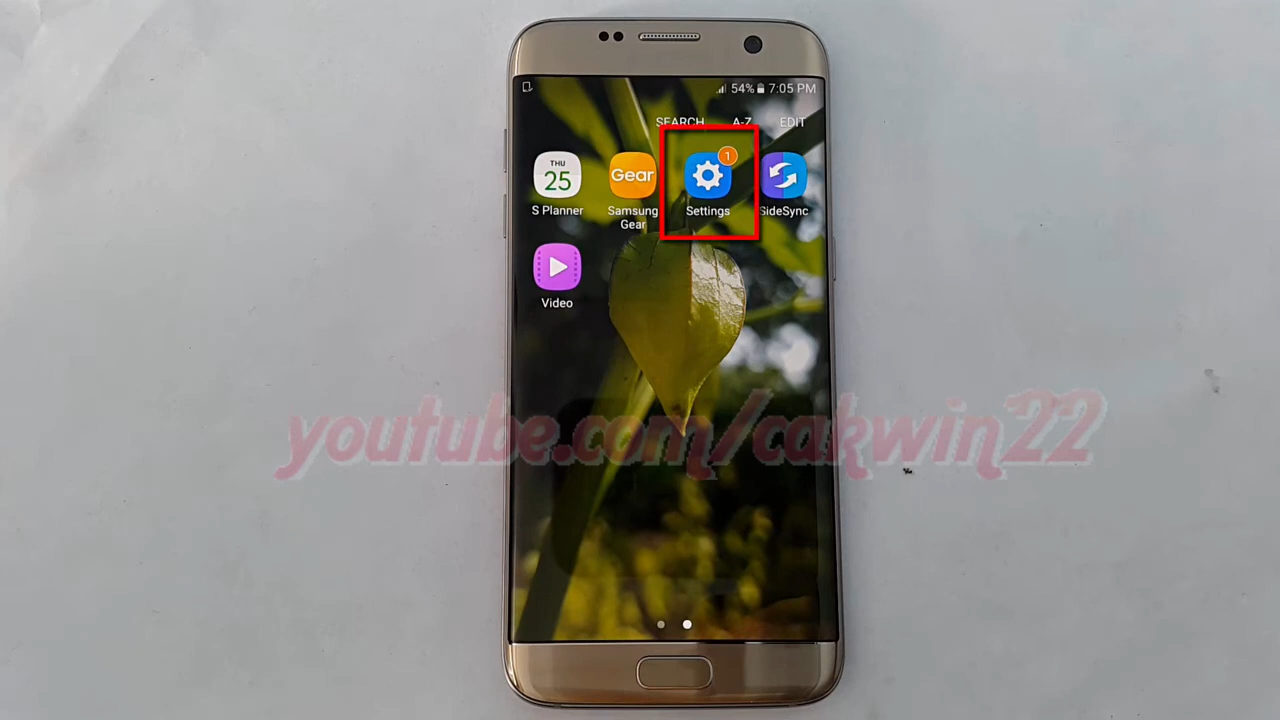 54% 7:05 PM
SEARCH A-Z EDIT
THU
25
Gear
1
S Planner
Samsung
Gear
Settings
SideSync
Video
youtube.com/cakwin22